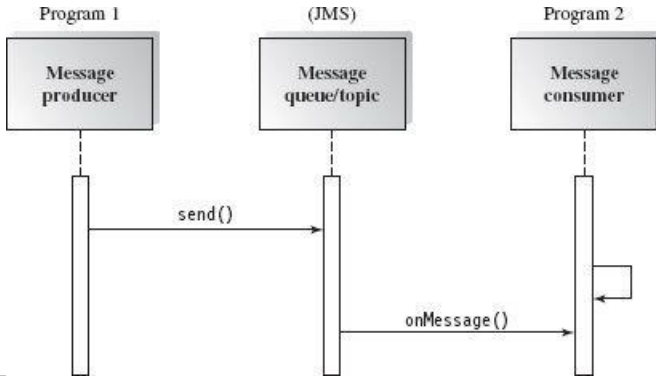 Program 1
(JMS)
Program 2
Message
producer
Message
queue/topic
Message
consumer
send()
onMessage()